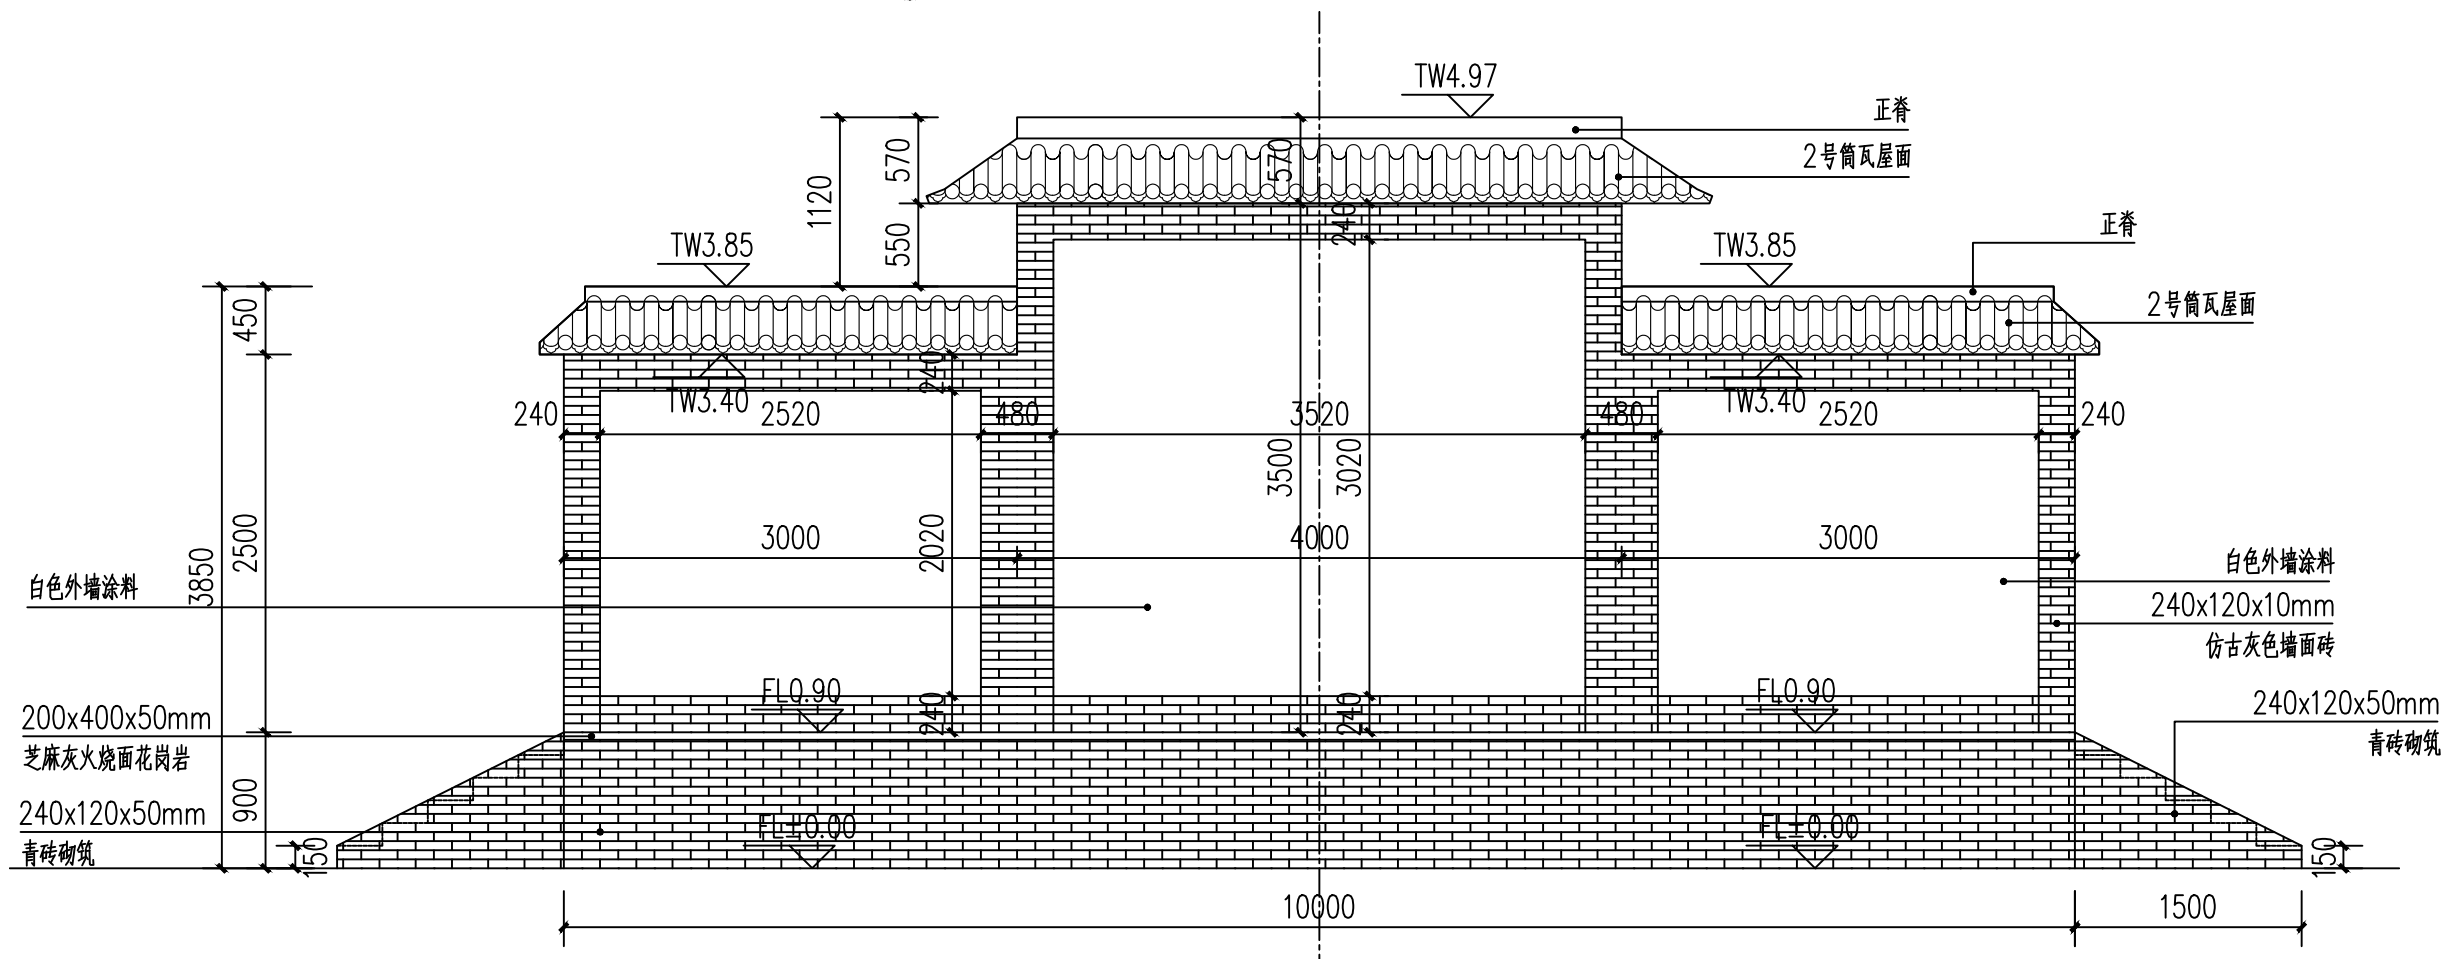 TW4.97
正脊
570
570
2号筒瓦屋面
1120
240
正脊
TW3.85
550
TW3.85
2号筒瓦屋面
450
240
TW3.40
TW3.40
240
2520
480
3520
480
2520
240
3500
3020
2500
2020
3000
4000
3000
3850
白色外墙涂料
白色外墙涂料
240x120x10mm
仿古灰色墙面砖
FL0.90
FL0.90
240
240
200x400x50mm
芝麻灰火烧面花岗岩
240x120x50mm
青砖砌筑
900
240x120x50mm
青砖砌筑
FL±0.00
FL±0.00
150
150
10000
1500